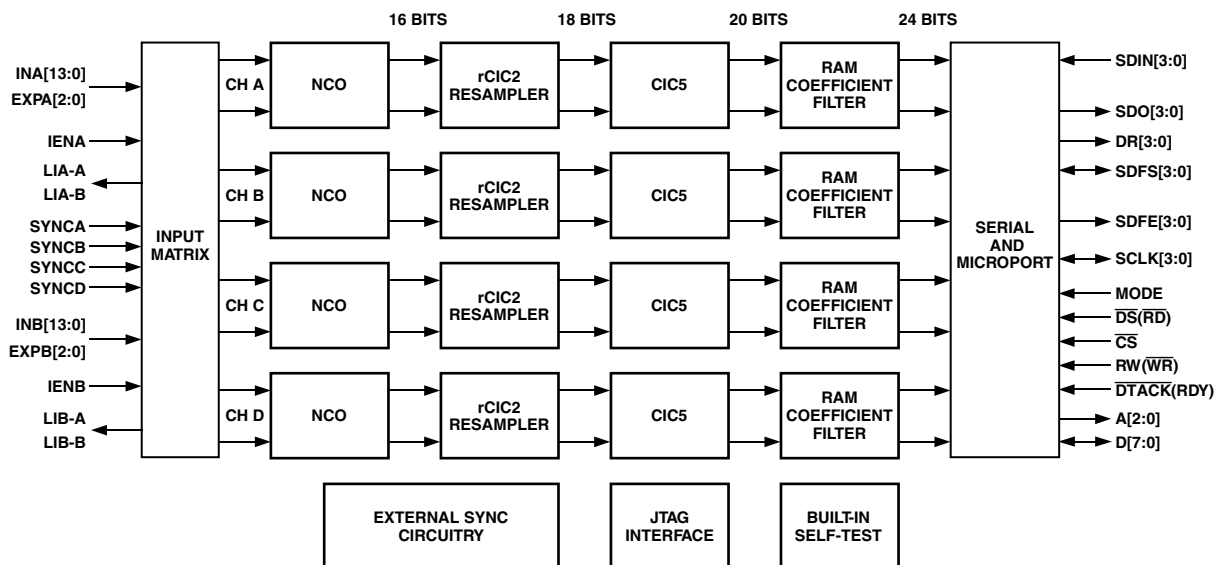 16 BITS
18 BITS
20 BITS
24 BITS
INA[13:0]
EXPA[2:0]
IENA
LIA-A
LIA-B
SYNCA
SYNCB
SYNCC
SYNCD
INB[13:0]
EXPB[2:0]
IENB
LIB-A
LIB-B
INPUT
MATRIX
CH A
NCO
rCIC2
RESAMPLER
CIC5
RAM
COEFFICIENT
FILTER
CH B
NCO
rCIC2
RESAMPLER
CIC5
RAM
COEFFICIENT
FILTER
CH C
NCO
rCIC2
RESAMPLER
CIC5
RAM
COEFFICIENT
FILTER
CH D
NCO
rCIC2
RESAMPLER
CIC5
RAM
COEFFICIENT
FILTER
SERIAL
AND
MICROPORT
SDIN[3:0]
SDO[3:0]
DR[3:0]
SDFS[3:0]
SDFE[3:0]
SCLK[3:0]
MODE
D̅S̅(R̅D̅)
C̅S̅
RW(W̅R̅)
D̅T̅A̅C̅K̅(RDY)
A[2:0]
D[7:0]
EXTERNAL SYNC
CIRCUITRY
JTAG
INTERFACE
BUILT-IN
SELF-TEST